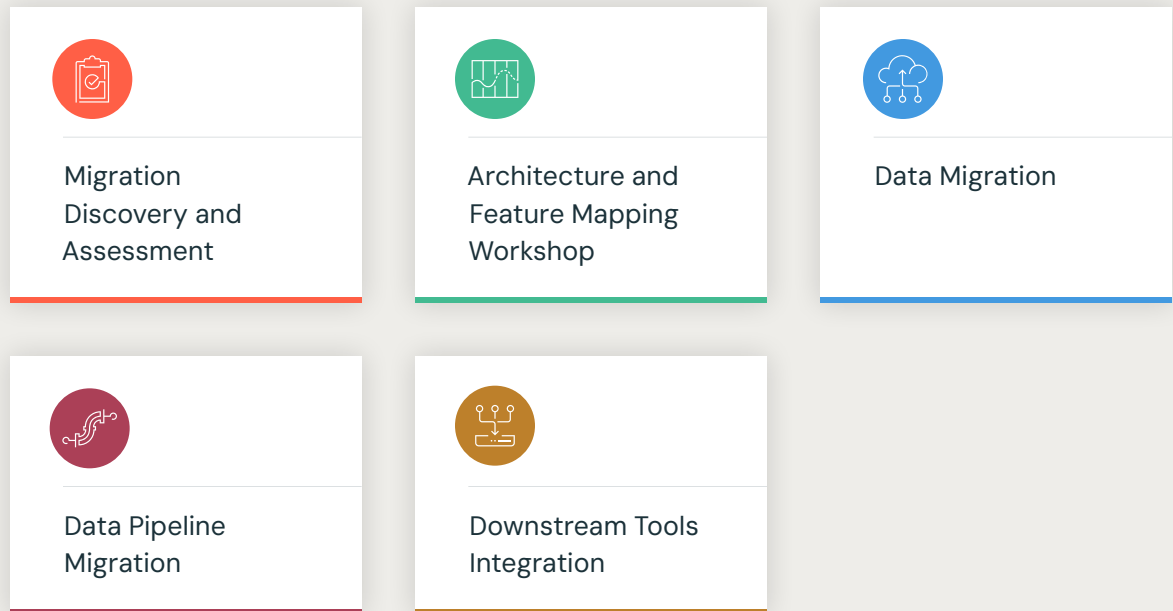 Migration
Discovery and
Assessment
Architecture and
Feature Mapping
Workshop
Data Migration
Data Pipeline
Migration
Downstream Tools
Integration